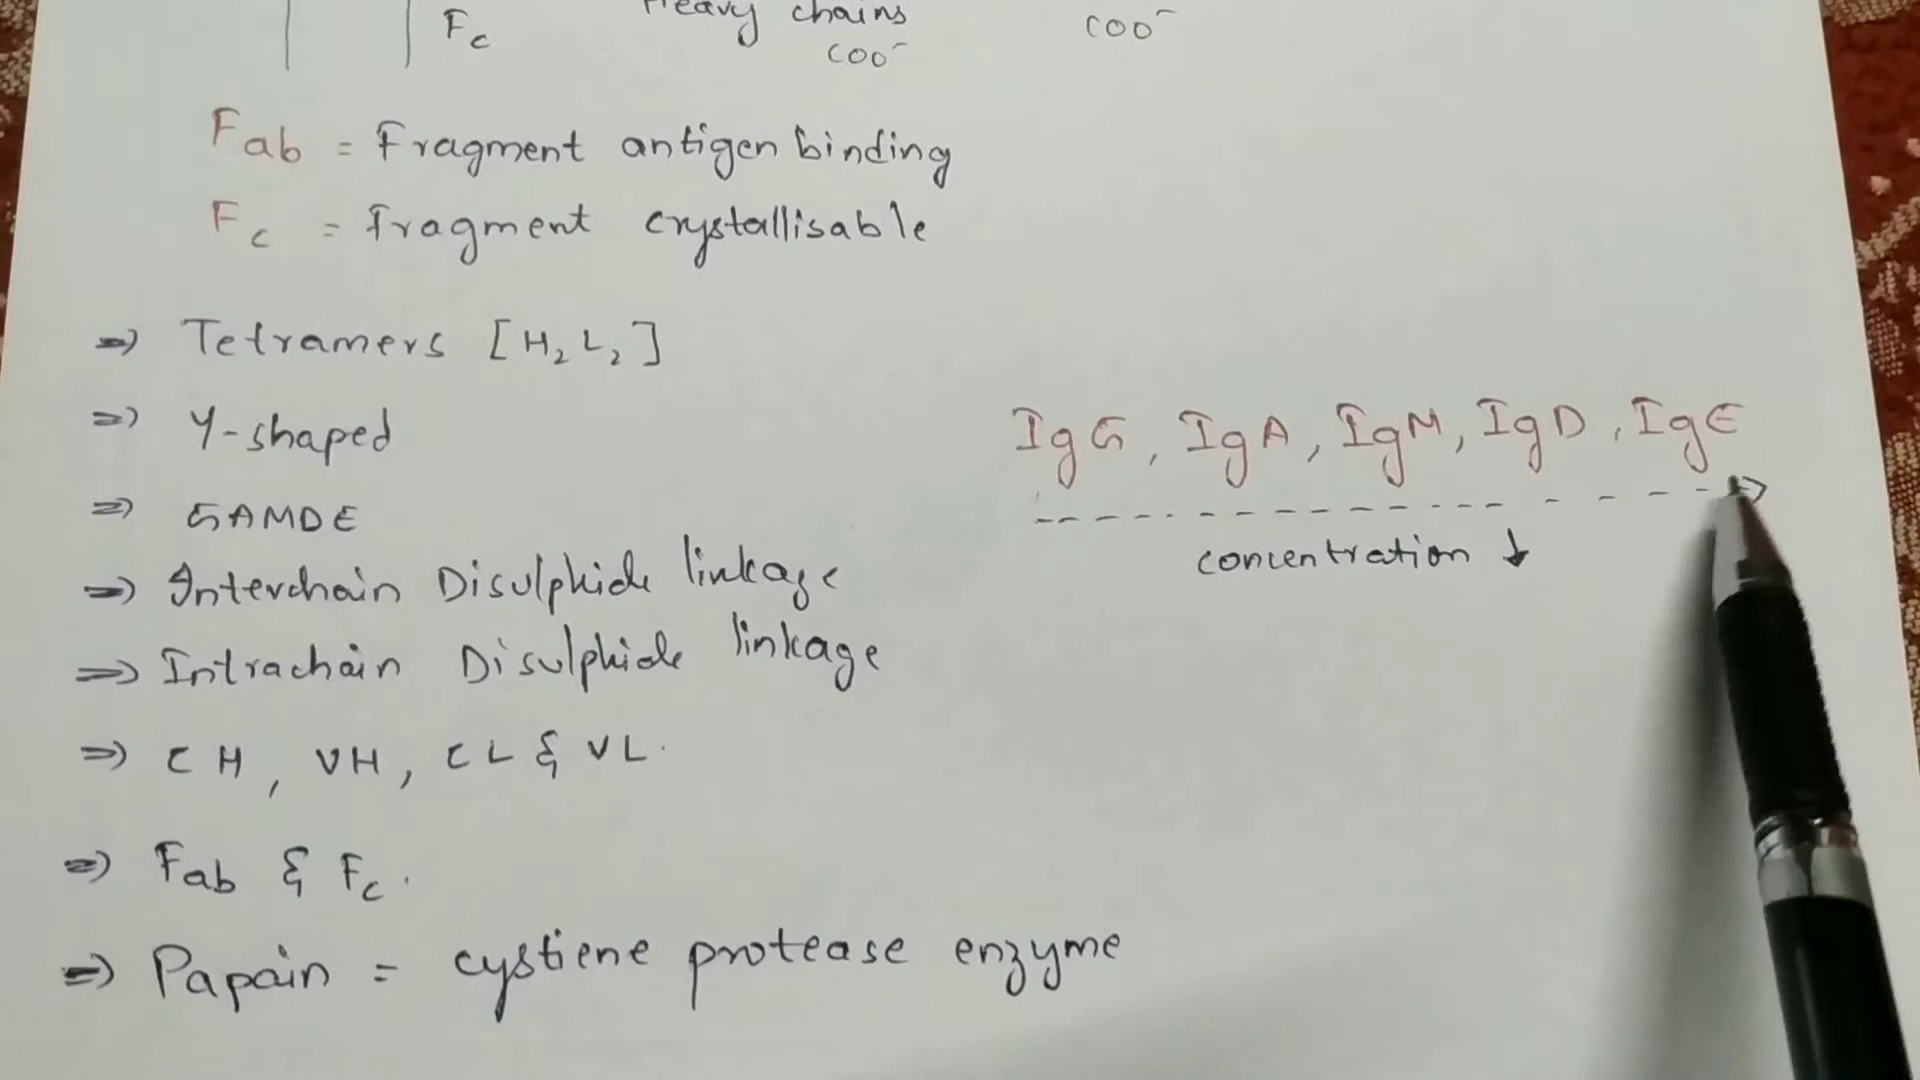 Fc Heavy chains COO⁻
COO⁻
Fab = Fragment antigen binding
Fc = Fragment crystallisable
⇒ Tetramers [H₂L₂]
⇒ Y-shaped
⇒ GAMDE
⇒ Interchain Disulphide linkage
⇒ Intrachain Disulphide linkage
⇒ CH, VH, CL & VL.
⇒ Fab & Fc.
⇒ Papain = cystiene protease enzyme
IgG, IgA, IgM, IgD, IgE
concentration ↓